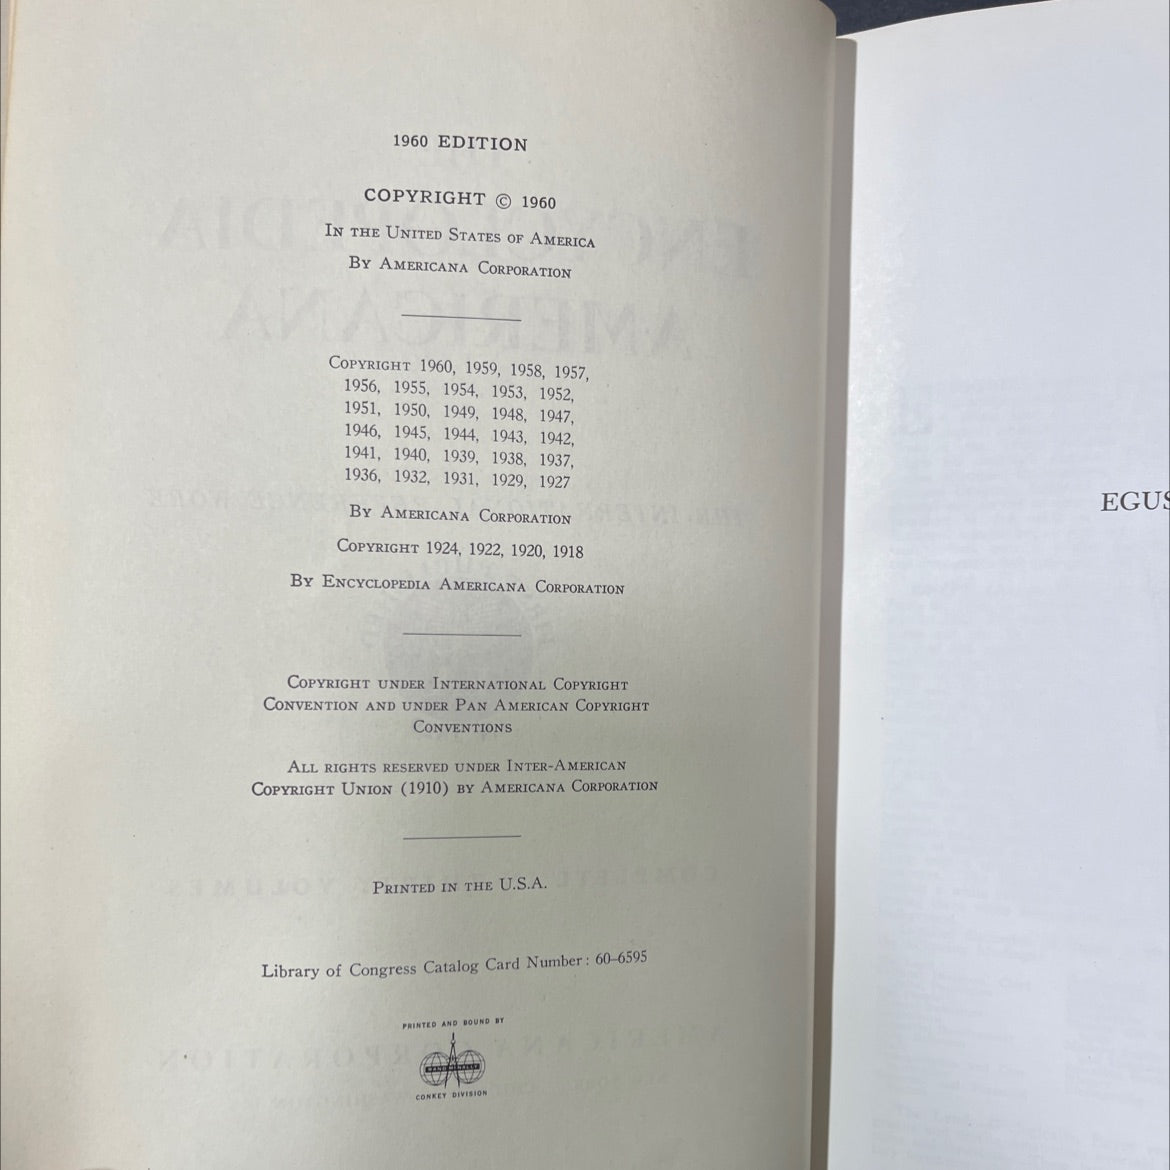 1960 EDITION
COPYRIGHT © 1960
IN THE UNITED STATES OF AMERICA
BY AMERICANA CORPORATION
COPYRIGHT 1960, 1959, 1958, 1957,
1956, 1955, 1954, 1953, 1952,
1951, 1950, 1949, 1948, 1947,
1946, 1945, 1944, 1943, 1942,
1941, 1940, 1939, 1938, 1937,
1936, 1932, 1931, 1929, 1927
BY AMERICANA CORPORATION
COPYRIGHT 1924, 1922, 1920, 1918
BY ENCYCLOPEDIA AMERICANA CORPORATION
COPYRIGHT UNDER INTERNATIONAL COPYRIGHT
CONVENTION AND UNDER PAN AMERICAN COPYRIGHT
CONVENTIONS
ALL RIGHTS RESERVED UNDER INTER-AMERICAN
COPYRIGHT UNION (1910) BY AMERICANA CORPORATION
PRINTED IN THE U.S.A.
Library of Congress Catalog Card Number: 60-6595
PRINTED AND BOUND BY
RAND MCNALLY
CONKEY DIVISION
EGUS